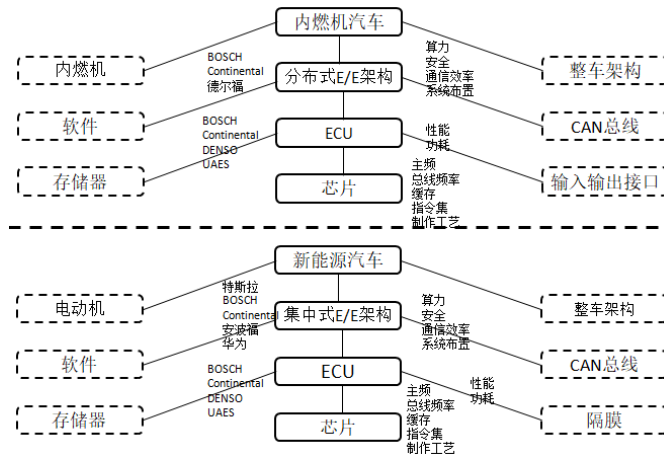 内燃机汽车
BOSCH
Continental
德尔福
算力
安全
通信效率
系统布置
内燃机
分布式E/E架构
整车架构
软件
BOSCH
Continental
DENSO
UAES
ECU
性能
功耗
CAN总线
存储器
芯片
主频
总线频率
缓存
指令集
制作工艺
输入输出接口
新能源汽车
特斯拉
BOSCH
Continental
安波福
华为
算力
安全
通信效率
系统布置
电动机
集中式E/E架构
整车架构
软件
BOSCH
Continental
DENSO
UAES
ECU
性能
功耗
CAN总线
存储器
芯片
主频
总线频率
缓存
指令集
制作工艺
隔膜